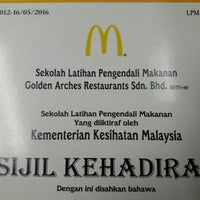 012-16/05/2016
LPM
Sekolah Latihan Pengendali Makanan
Golden Arches Restaurants Sdn. Bhd.
Sekolah Latihan Pengendali Makanan
Yang diiktiraf oleh
Kementerian Kesihatan Malaysia
SIJIL KEHADIRA
Dengan ini disahkan bahawa